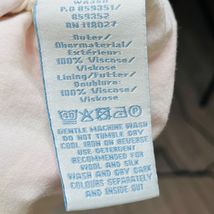 WA350
P.O 859351/
859352
RN 118027
Outer/
Obermaterial/
Extérieur:
100% Viscose/
Viskose
Lining/Futter/
Doublure:
100% Viscose/
Viskose
GENTLE MACHINE WASH
DO NOT TUMBLE DRY
COOL IRON ON REVERSE
USE DETERGENT
RECOMMENDED FOR
WOOL AND SILK
WASH AND DRY DARK
COLOURS SEPARATELY
AND INSIDE OUT